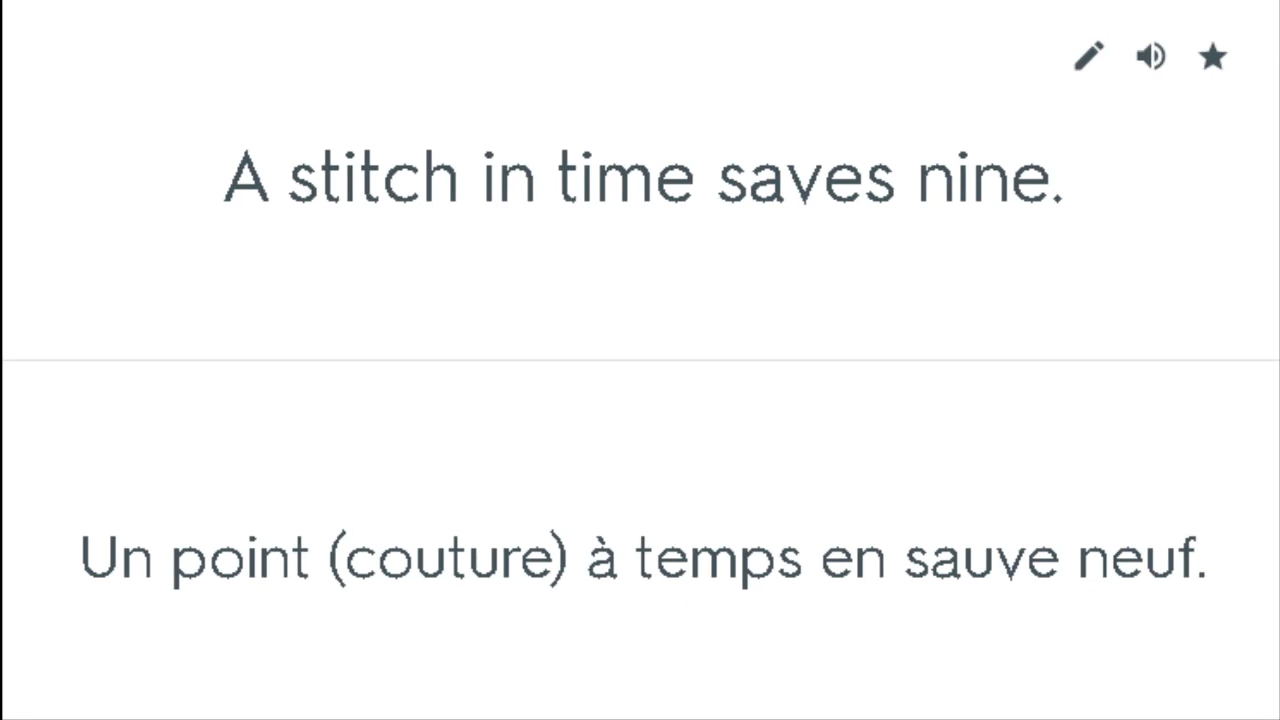 A stitch in time saves nine.
Un point (couture) à temps en sauve neuf.